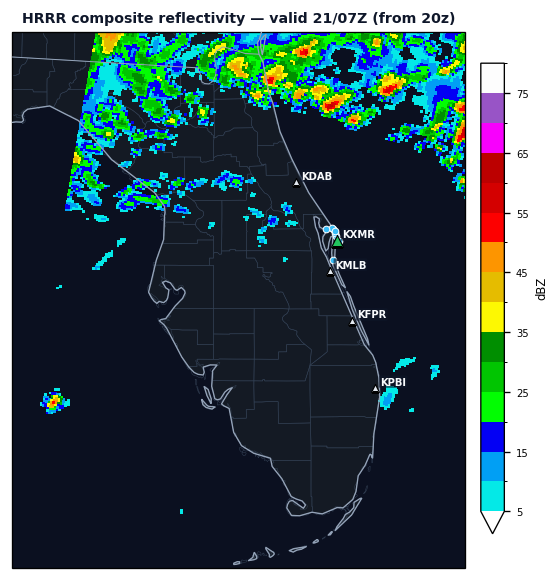 HRRR composite reflectivity — valid 21/07Z (from 20z)
KDAB
KXMR
KMLB
KFPR
KPBI
75
65
55
45
35
25
15
5
dBZ